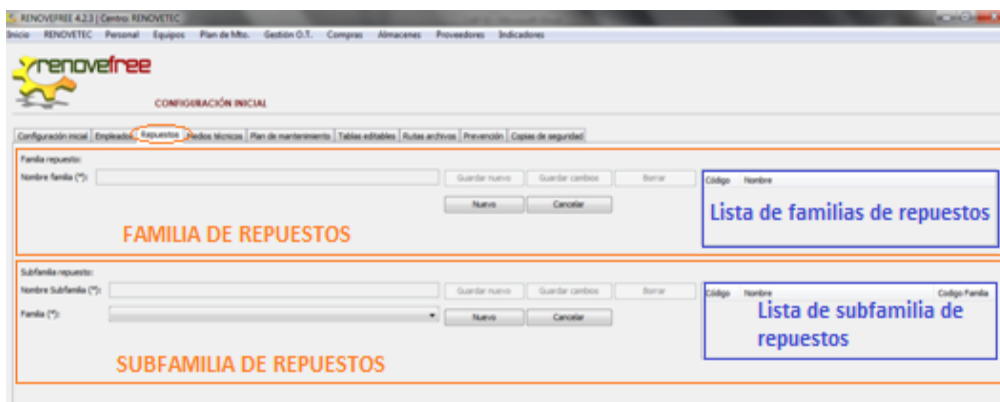 RENOVEFREE 4.2.3 | Centro: RENOVETEC
Inicio RENOVETEC Personal Equipos Plan de Mto. Gestión O.T. Compras Almacenes Proveedores Indicadores
renovefree
CONFIGURACIÓN INICIAL
Configuración inicial Empleados Repuestos Medios técnicos Plan de mantenimiento Tablas editables Rutas archivos Prevención Copias de seguridad
Familia repuesto:
Nombre familia (*): Guardar nuevo Guardar cambios Borrar Código Nombre
Nuevo Cancelar
Lista de familias de repuestos
FAMILIA DE REPUESTOS
Subfamilia repuesto:
Nombre Subfamilia (*): Guardar nuevo Guardar cambios Borrar Código Nombre Codigo Familia
Familia (*): Nuevo Cancelar
Lista de subfamilia de
repuestos
SUBFAMILIA DE REPUESTOS